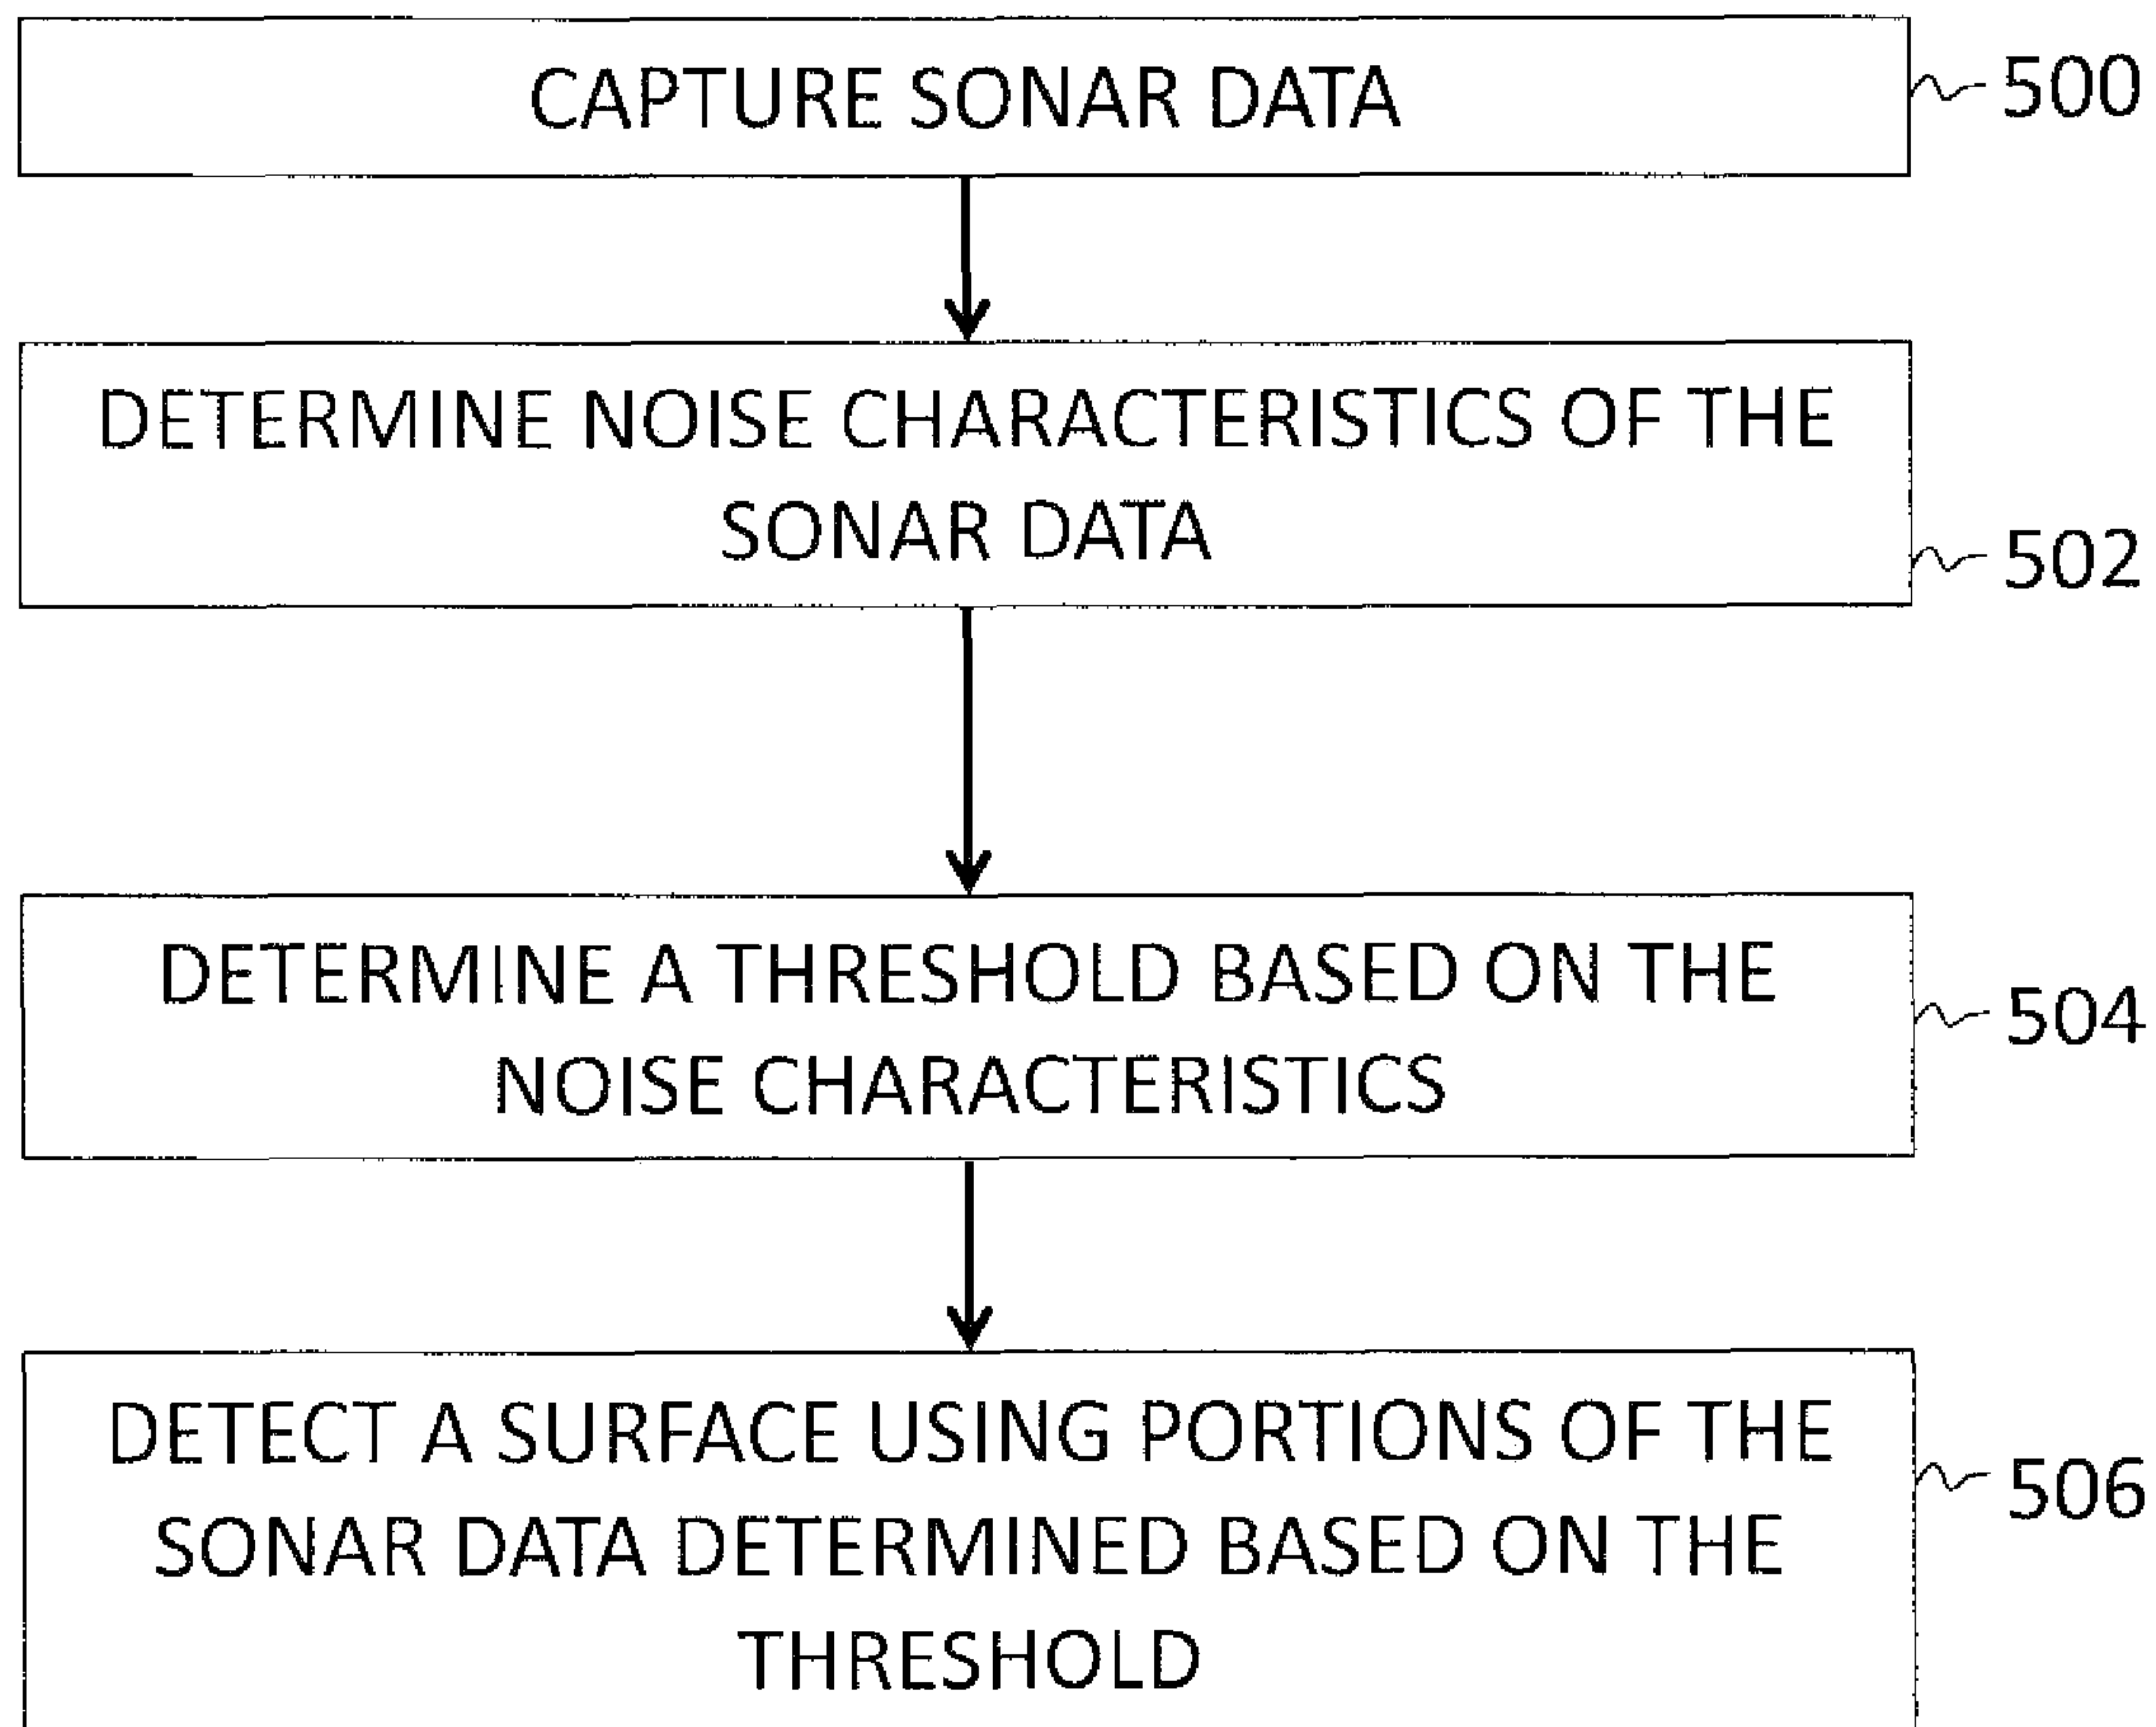 CAPTURE SONAR DATA
500
DETERMINE NOISE CHARACTERISTICS OF THE
SONAR DATA
502
DETERMINE A THRESHOLD BASED ON THE
NOISE CHARACTERISTICS
504
DETECT A SURFACE USING PORTIONS OF THE
SONAR DATA DETERMINED BASED ON THE
THRESHOLD
506